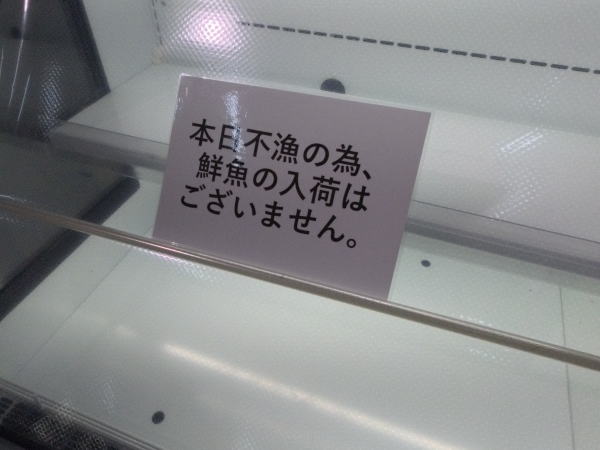 本日不漁の為、
鮮魚の入荷は
ございません。